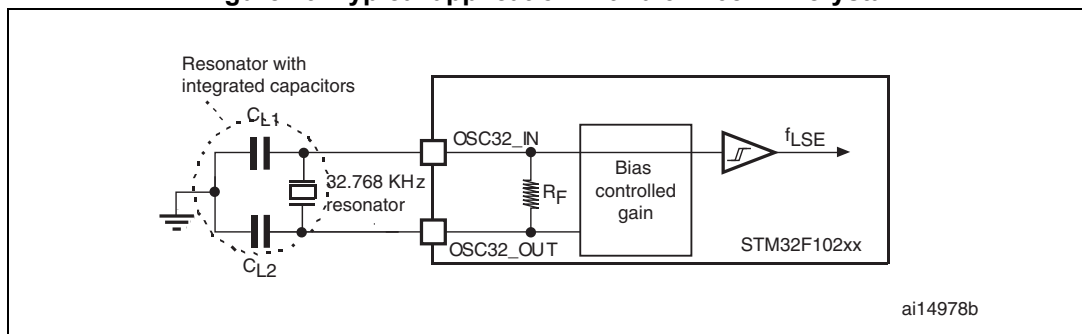 Resonator with
integrated capacitors
CL1
OSC32_IN
fLSE
32.768 KHz
resonator
RF
Bias
controlled
gain
OSC32_OUT
STM32F102xx
CL2
ai14978b